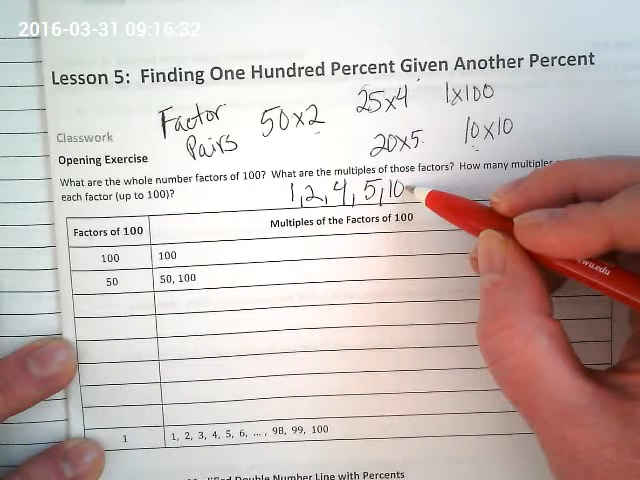 2016-03-31 09:16:32
Lesson 5: Finding One Hundred Percent Given Another Percent
Factor Pairs 50x2 25x4 1x100
20x5 10x10
Classwork
Opening Exercise
What are the whole number factors of 100? What are the multiples of those factors? How many multiples
each factor (up to 100)? 1, 2, 4, 5, 10
Factors of 100 Multiples of the Factors of 100
100 100
50 50, 100
1 1, 2, 3, 4, 5, 6, ... , 98, 99, 100
Double Number Line with Percents